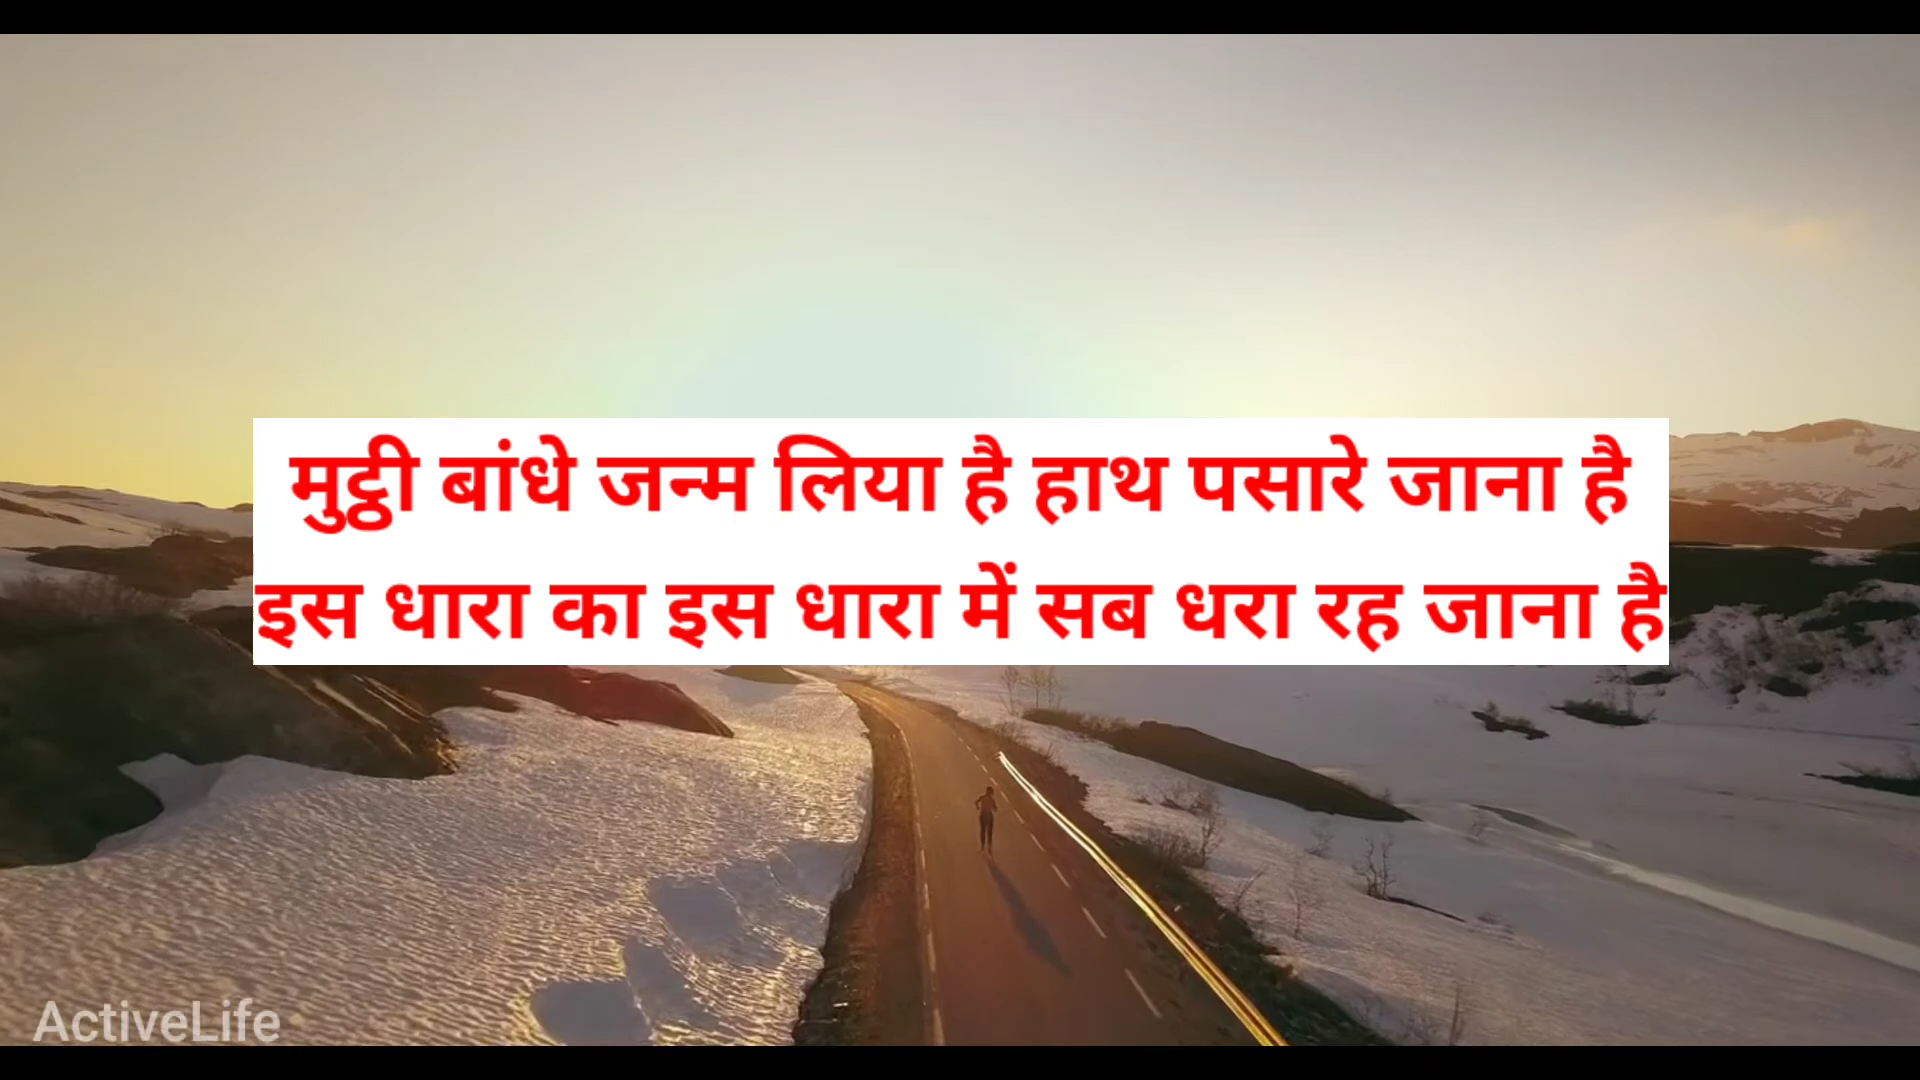 मुट्ठी बांधे जन्म लिया है हाथ पसारे जाना है
इस धारा का इस धारा में सब धरा रह जाना है
ActiveLife